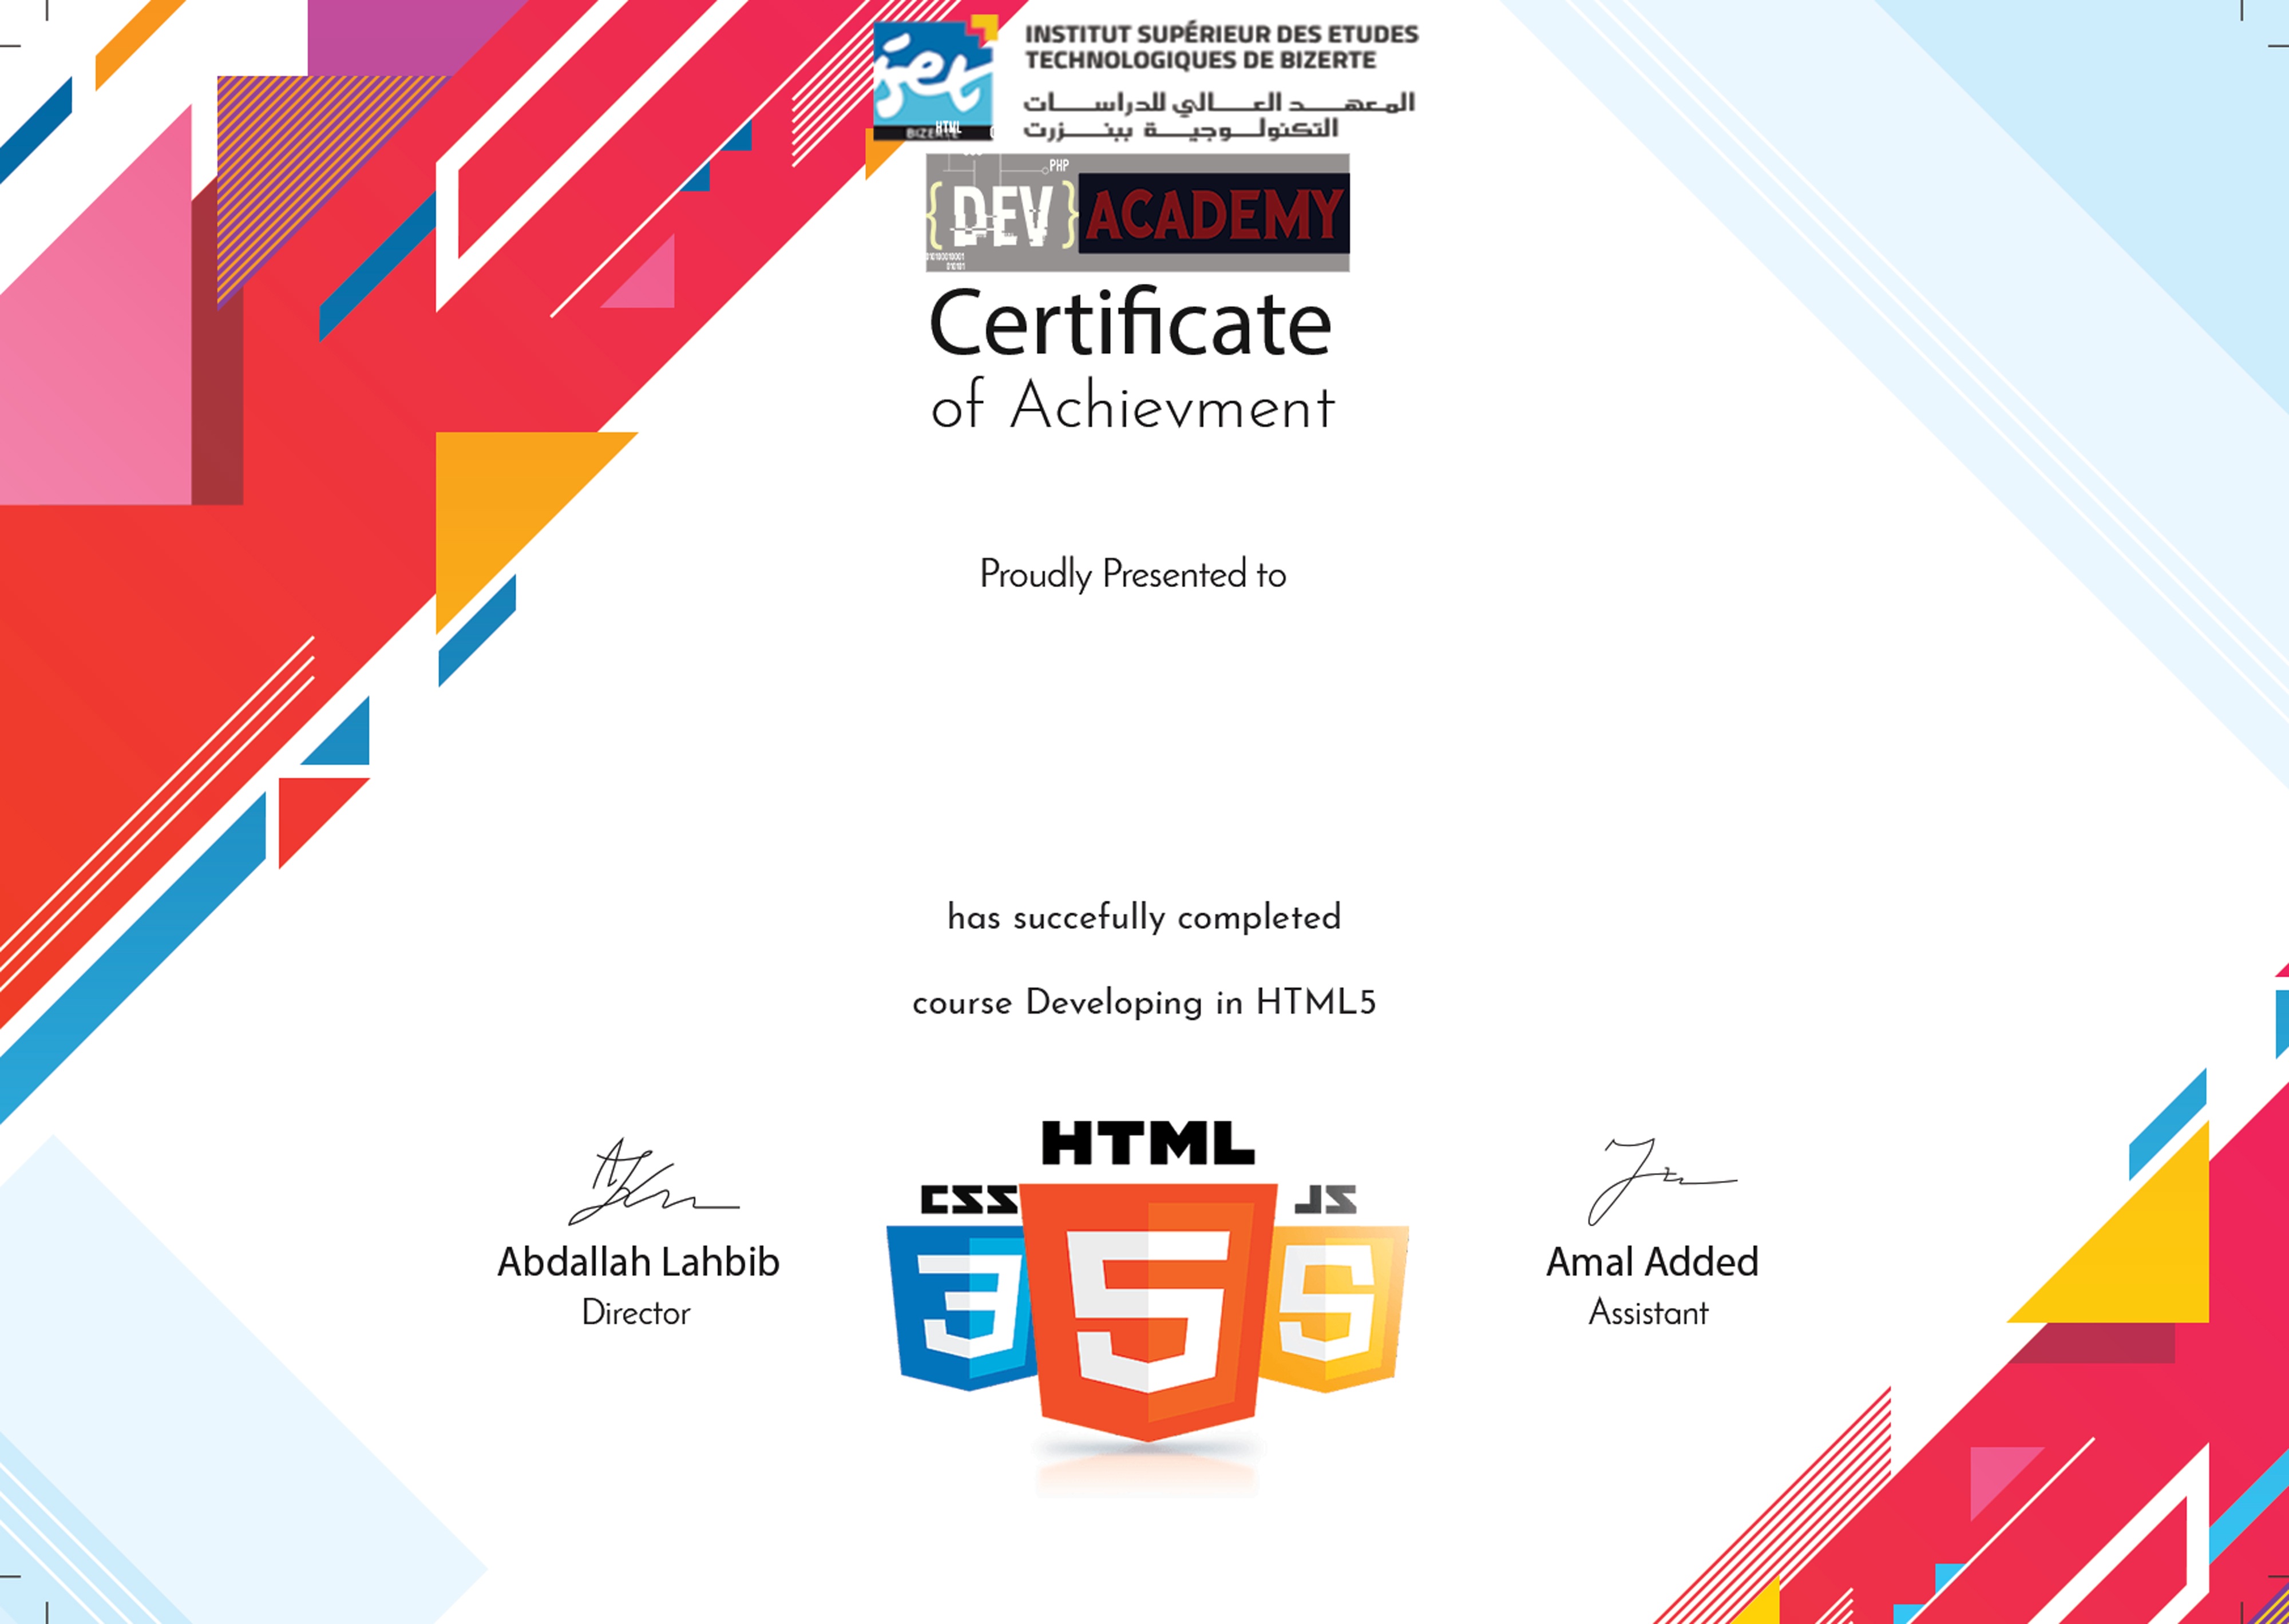 INSTITUT SUPÉRIEUR DES ETUDES
TECHNOLOGIQUES DE BIZERTE
المعهد العالي للدراسات
التكنولوجية ببنزرت
iset
BIZERTE
HTML
PHP
{DEV} ACADEMY
010100010001
010101
Certificate
of Achievment
Proudly Presented to
has succefully completed
course Developing in HTML5
HTML
CSS
JS
3
5
5
Abdallah Lahbib
Director
Amal Added
Assistant